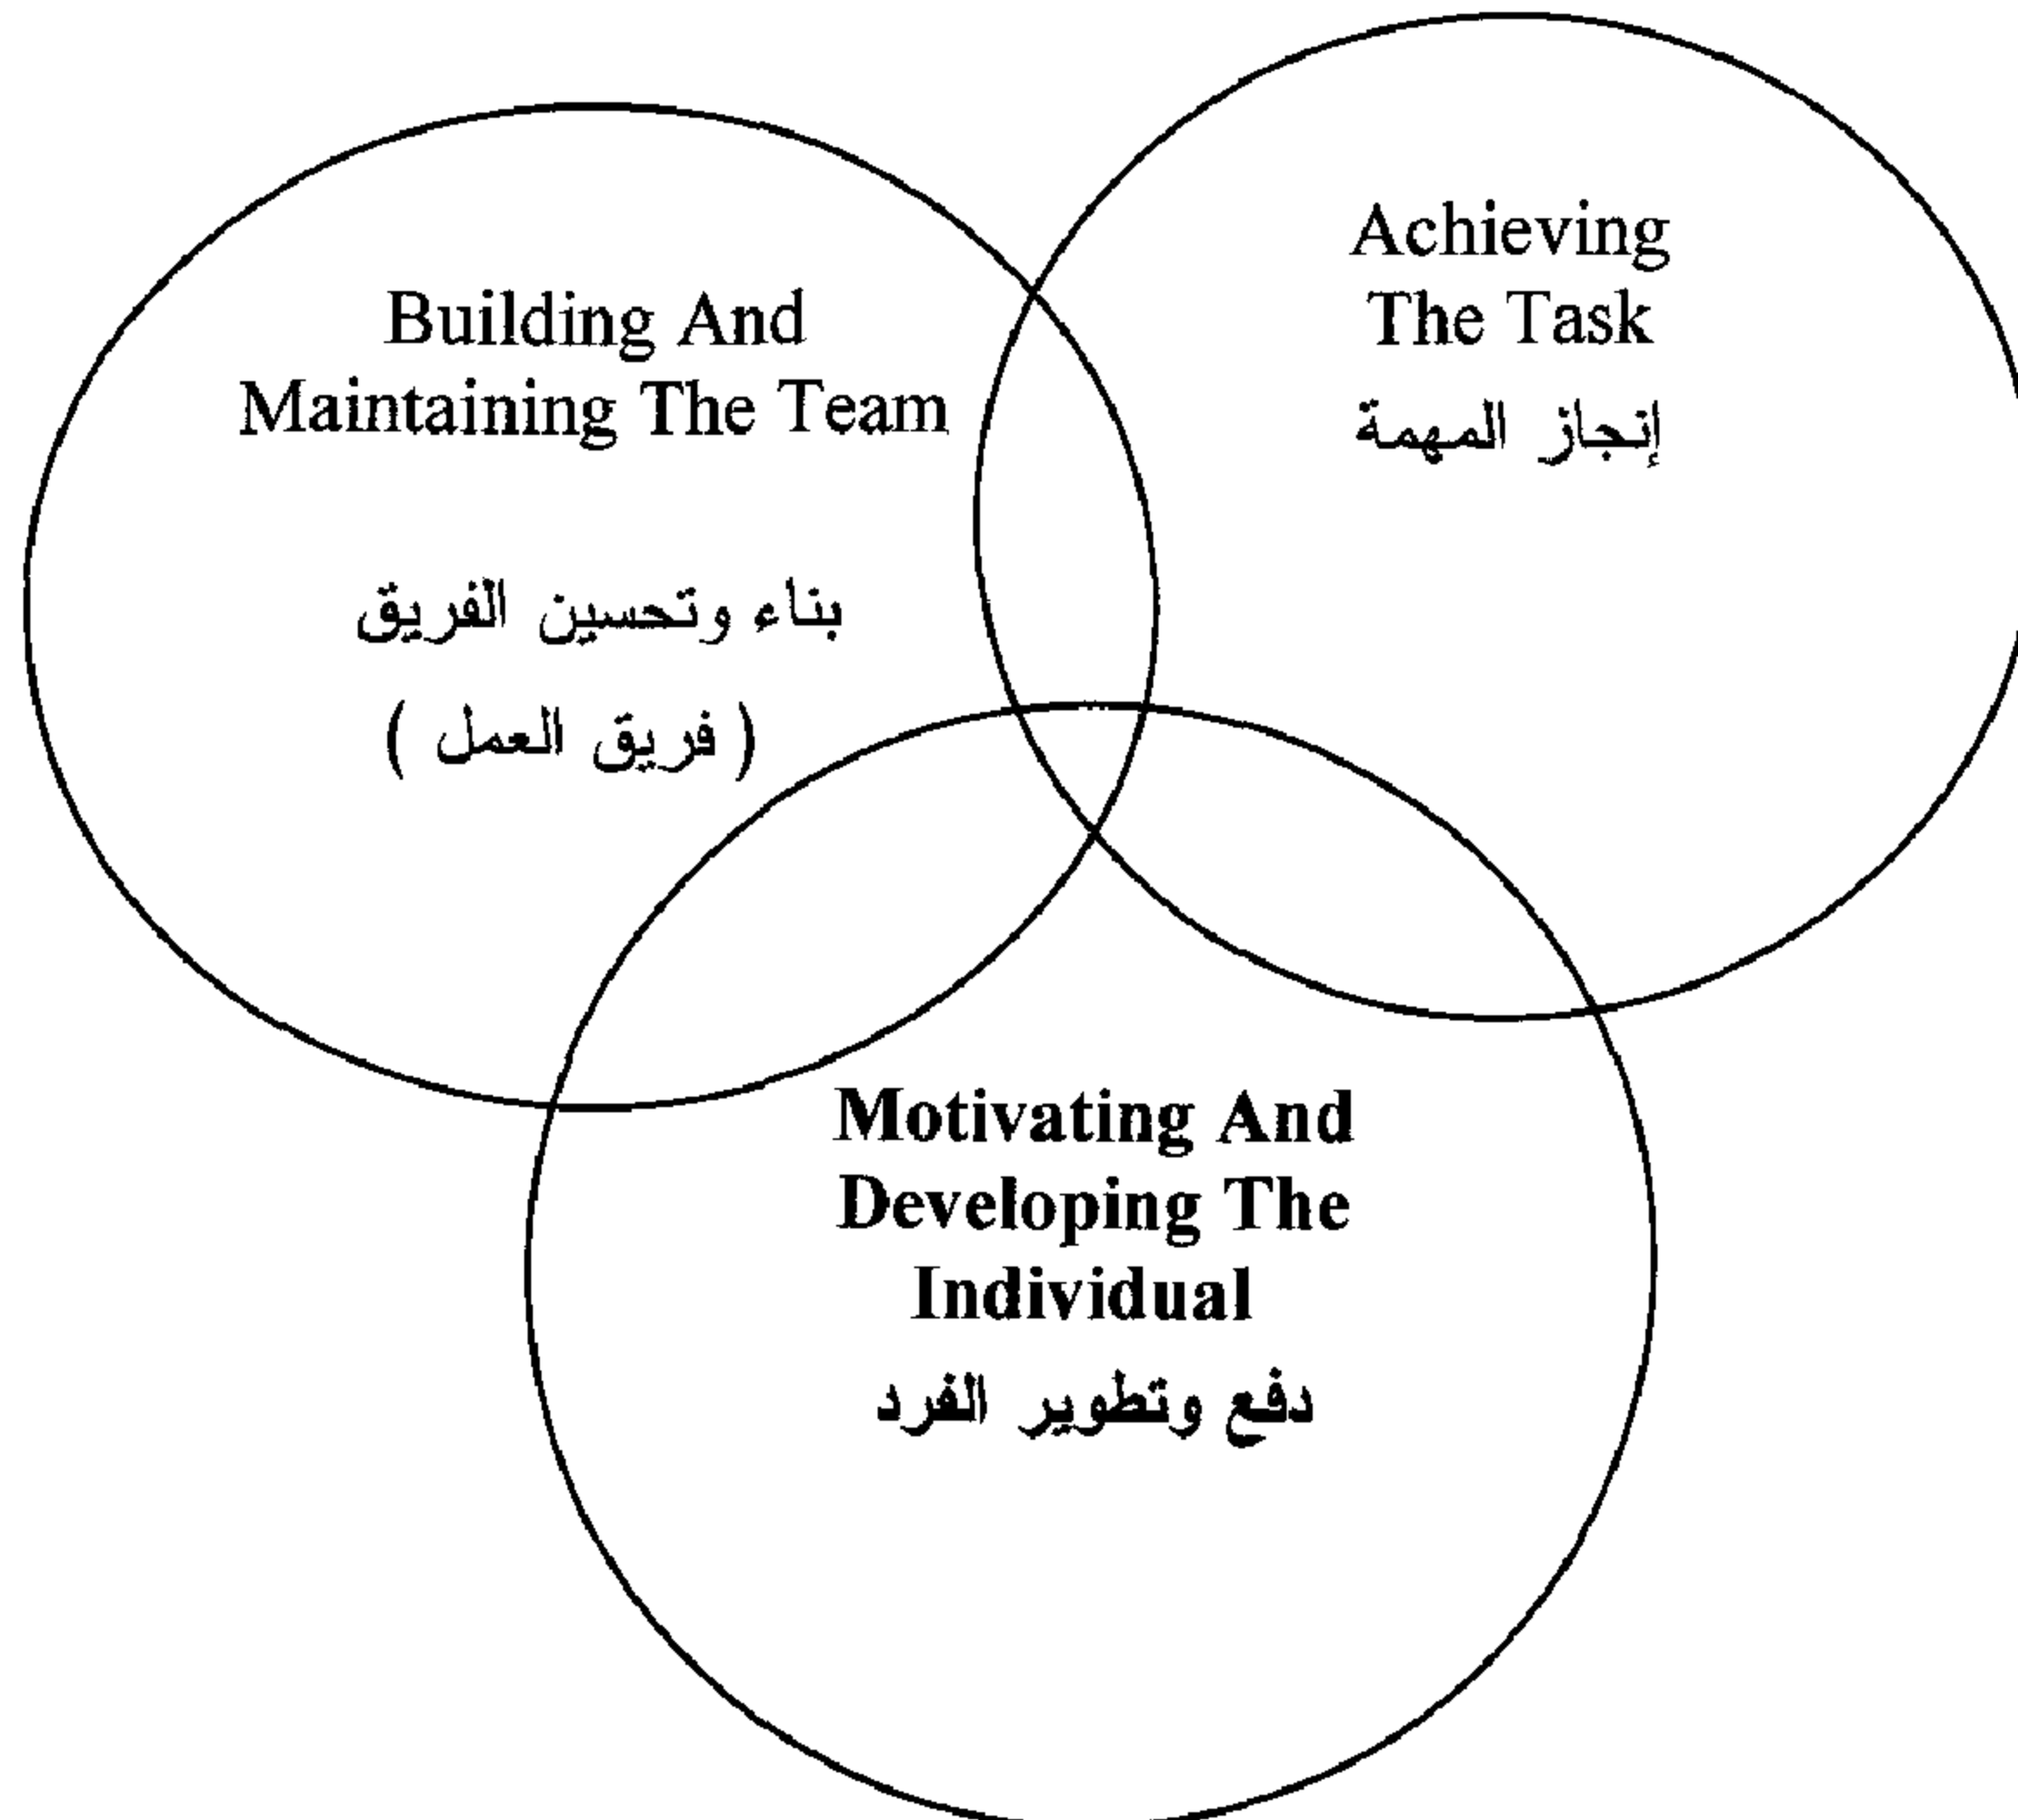 Building And
Maintaining The Team
بناء وتحسين الفريق
( فريق العمل )
Achieving
The Task
إنجاز المهمة
Motivating And
Developing The
Individual
دفع وتطوير الفرد